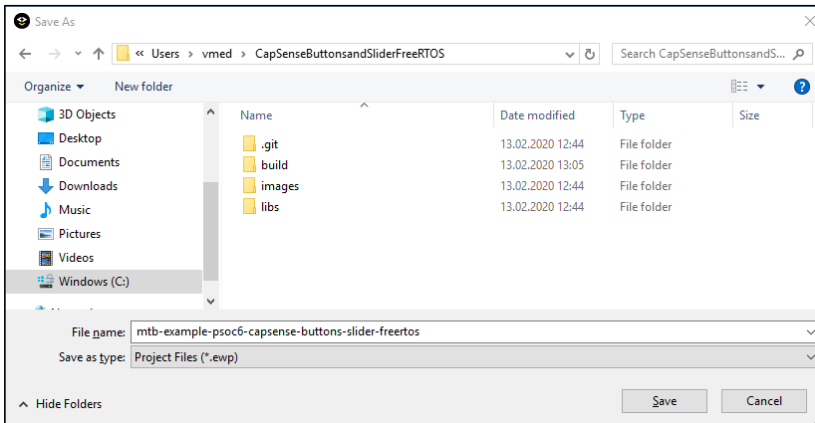 Save As
« Users > vmed > CapSenseButtonsandSliderFreeRTOS
Search CapSenseButtonsandS...
Organize
New folder
?
3D Objects
Desktop
Documents
Downloads
Music
Pictures
Videos
Windows (C:)
Name Date modified Type Size
.git 13.02.2020 12:44 File folder
build 13.02.2020 13:05 File folder
images 13.02.2020 12:44 File folder
libs 13.02.2020 12:44 File folder
File name: mtb-example-psoc6-capsense-buttons-slider-freertos
Save as type: Project Files (*.ewp)
Hide Folders
Save
Cancel